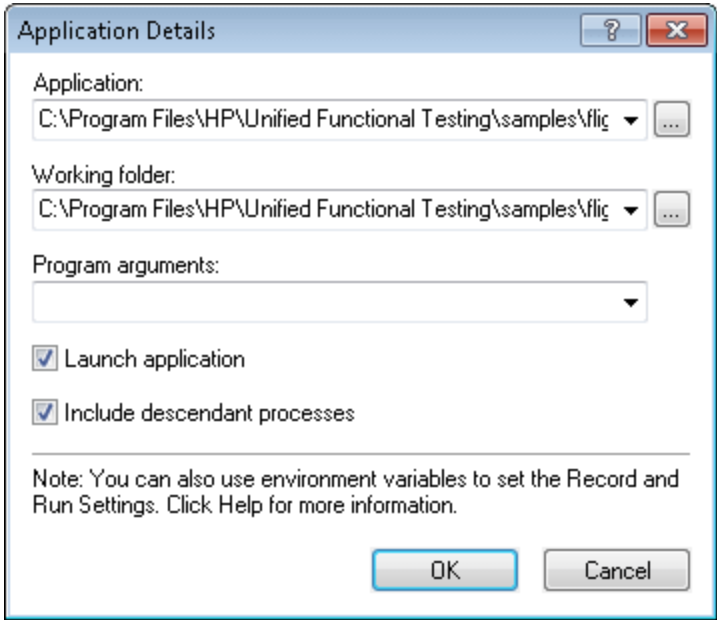 Application Details
?
Application:
C:\Program Files\HP\Unified Functional Testing\samples\flig
...
Working folder:
C:\Program Files\HP\Unified Functional Testing\samples\flig
...
Program arguments:
Launch application
Include descendant processes
Note: You can also use environment variables to set the Record and
Run Settings. Click Help for more information.
OK Cancel